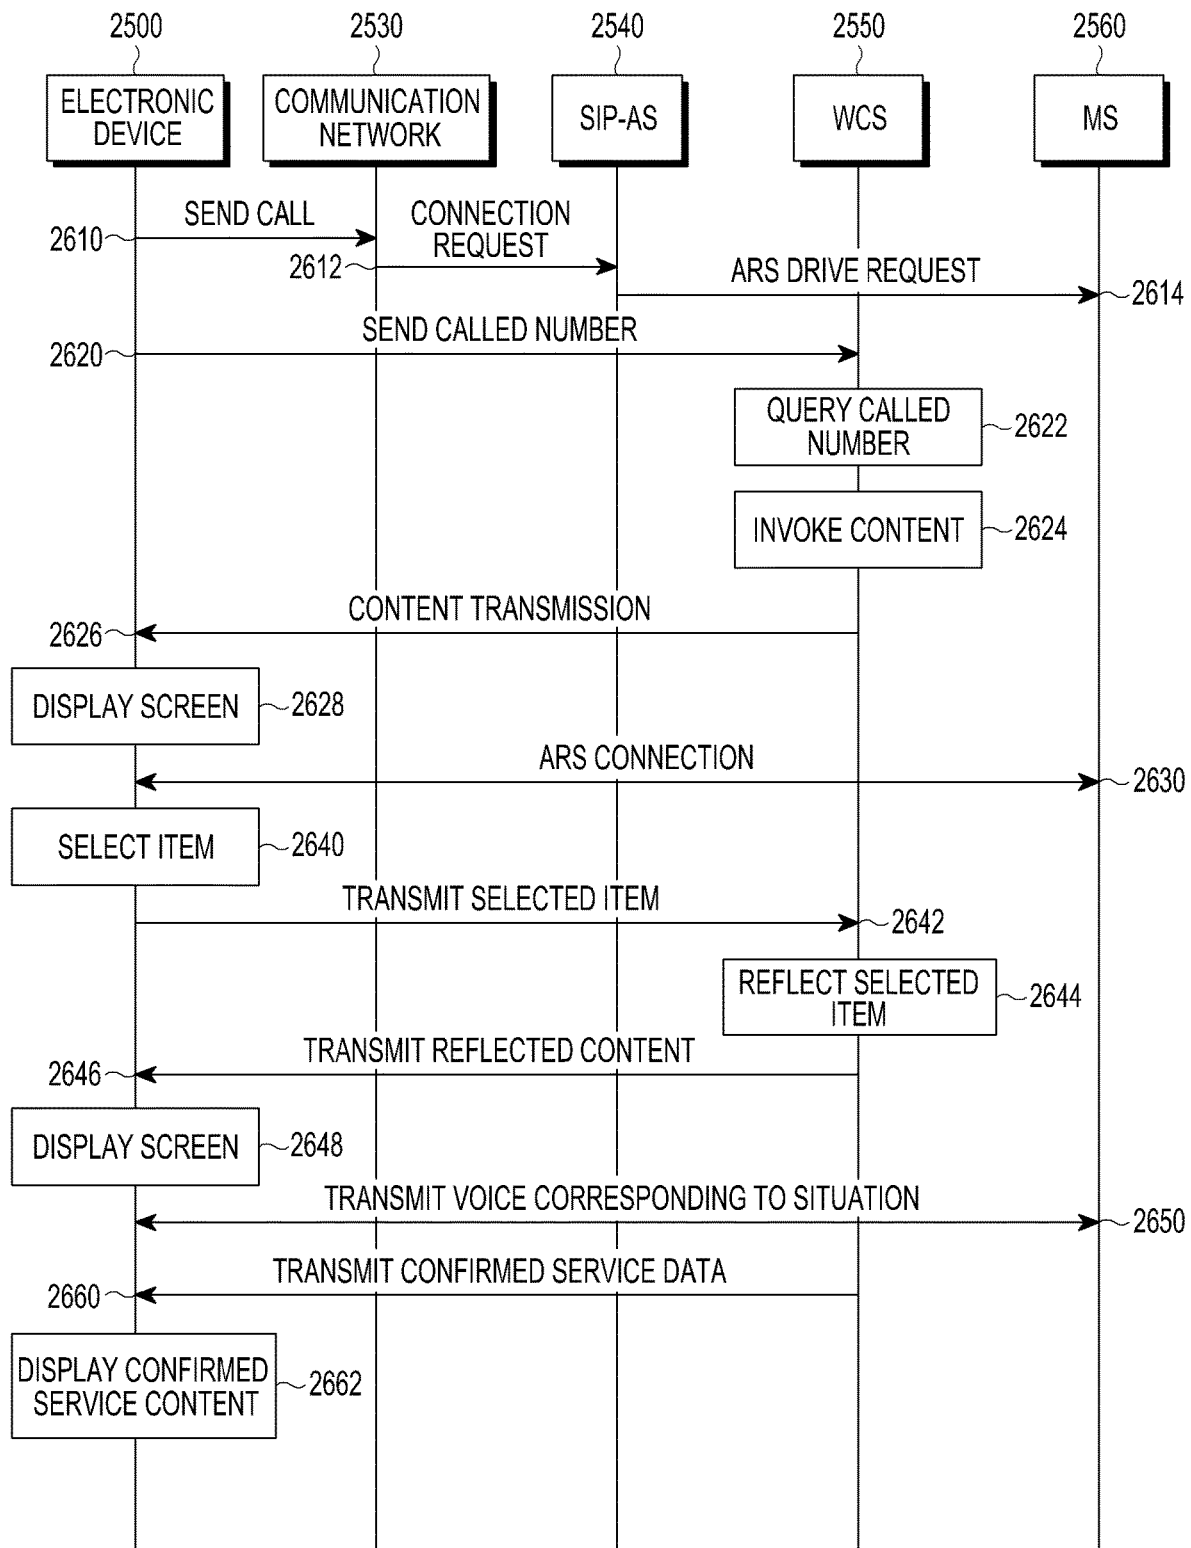 2500
2530
2540
2550
2560
ELECTRONIC
DEVICE
COMMUNICATION
NETWORK
SIP-AS
WCS
MS
SEND CALL
2610
CONNECTION
REQUEST
2612
ARS DRIVE REQUEST
2614
SEND CALLED NUMBER
2620
QUERY CALLED
NUMBER
2622
INVOKE CONTENT
2624
CONTENT TRANSMISSION
2626
DISPLAY SCREEN
2628
ARS CONNECTION
2630
SELECT ITEM
2640
TRANSMIT SELECTED ITEM
2642
REFLECT SELECTED
ITEM
2644
TRANSMIT REFLECTED CONTENT
2646
DISPLAY SCREEN
2648
TRANSMIT VOICE CORRESPONDING TO SITUATION
2650
TRANSMIT CONFIRMED SERVICE DATA
2660
DISPLAY CONFIRMED
SERVICE CONTENT
2662